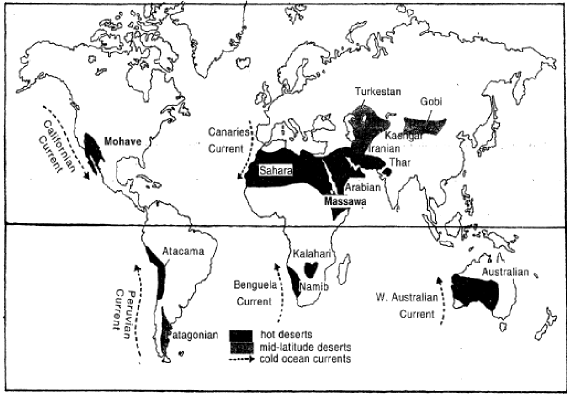 Turkestan
Gobi
Kashgar
Iranian
Thar
Mohave
Californian
Current
Canaries
Current
Sahara
Arabian
Massawa
Atacama
Peruvian
Current
Patagonian
Kalahari
Namib
Benguela
Current
Australian
W. Australian
Current
hot deserts
mid-latitude deserts
cold ocean currents